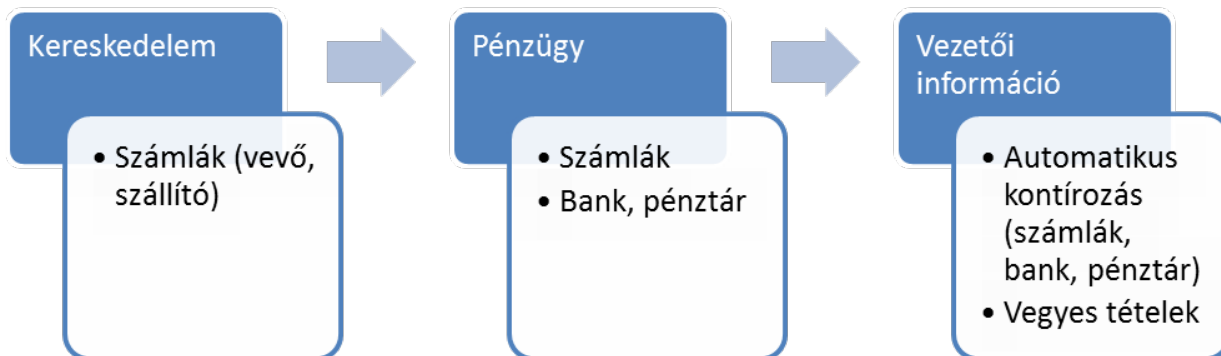 Kereskedelem
• Számlák (vevő,
szállító)
Pénzügy
• Számlák
• Bank, pénztár
Vezetői
információ
• Automatikus
kontírozás
(számlák,
bank, pénztár)
• Vegyes tételek